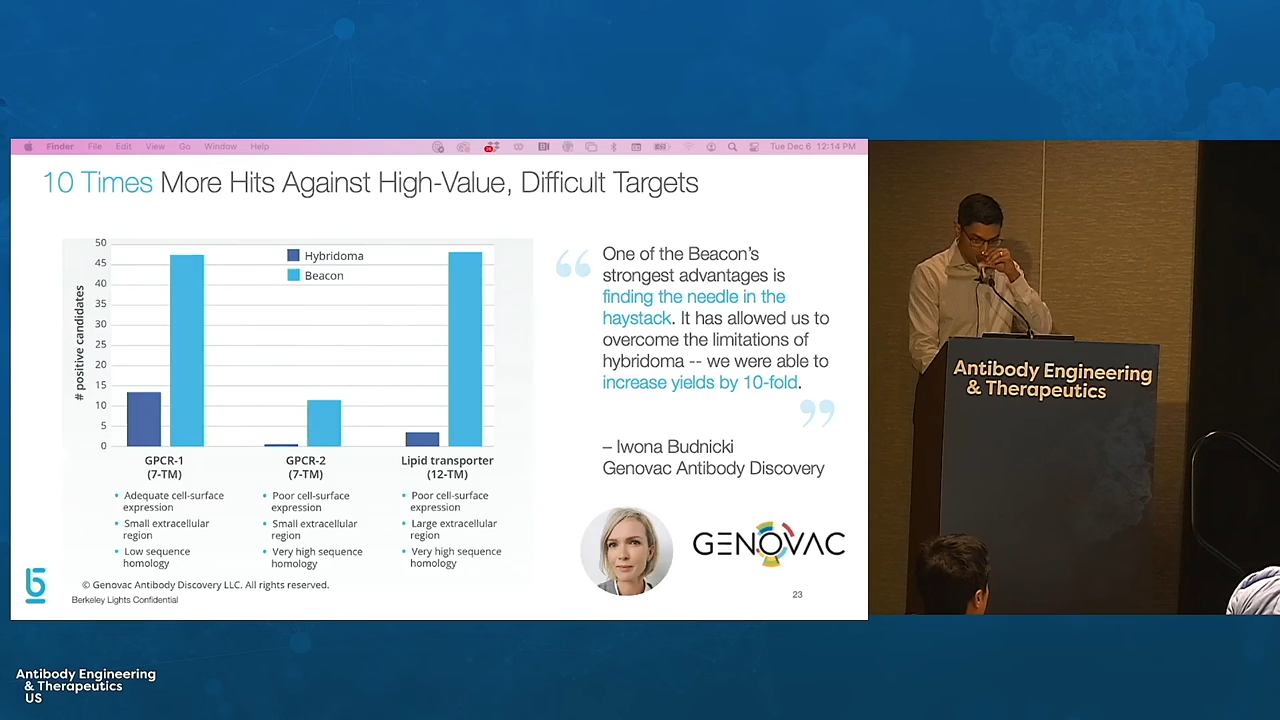 Finder File Edit View Go Window Help Tue Dec 6 12:14 PM
10 Times More Hits Against High-Value, Difficult Targets
# positive candidates
50
45
40
35
30
25
20
15
10
5
0
Hybridoma
Beacon
GPCR-1
(7-TM)
• Adequate cell-surface
expression
• Small extracellular
region
• Low sequence
homology
GPCR-2
(7-TM)
• Poor cell-surface
expression
• Small extracellular
region
• Very high sequence
homology
Lipid transporter
(12-TM)
• Poor cell-surface
expression
• Large extracellular
region
• Very high sequence
homology
© Genovac Antibody Discovery LLC. All rights reserved.
Berkeley Lights Confidential
“ One of the Beacon’s
strongest advantages is
finding the needle in the
haystack. It has allowed us to
overcome the limitations of
hybridoma -- we were able to
increase yields by 10-fold.
”
– Iwona Budnicki
Genovac Antibody Discovery
GENOVAC
23
Antibody Engineering
& Therapeutics
Antibody Engineering
& Therapeutics
US